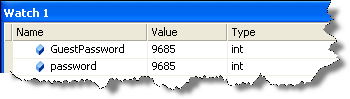 Watch 1
Name Value Type
GuestPassword 9685 int
password 9685 int